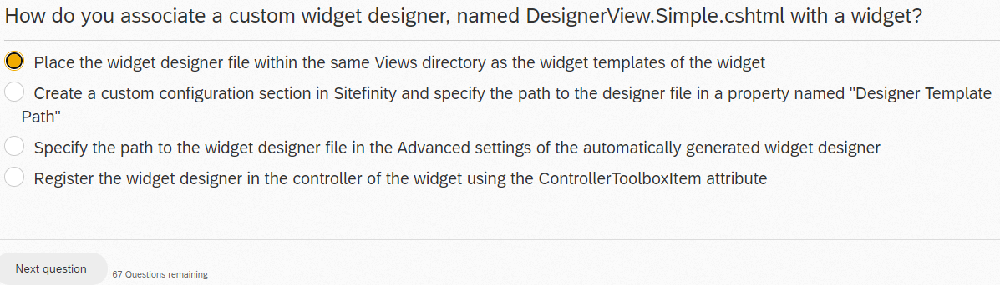 How do you associate a custom widget designer, named DesignerView.Simple.cshtml with a widget?
Place the widget designer file within the same Views directory as the widget templates of the widget
Create a custom configuration section in Sitefinity and specify the path to the designer file in a property named "Designer Template
Path"
Specify the path to the widget designer file in the Advanced settings of the automatically generated widget designer
Register the widget designer in the controller of the widget using the ControllerToolboxItem attribute
Next question
67 Questions remaining